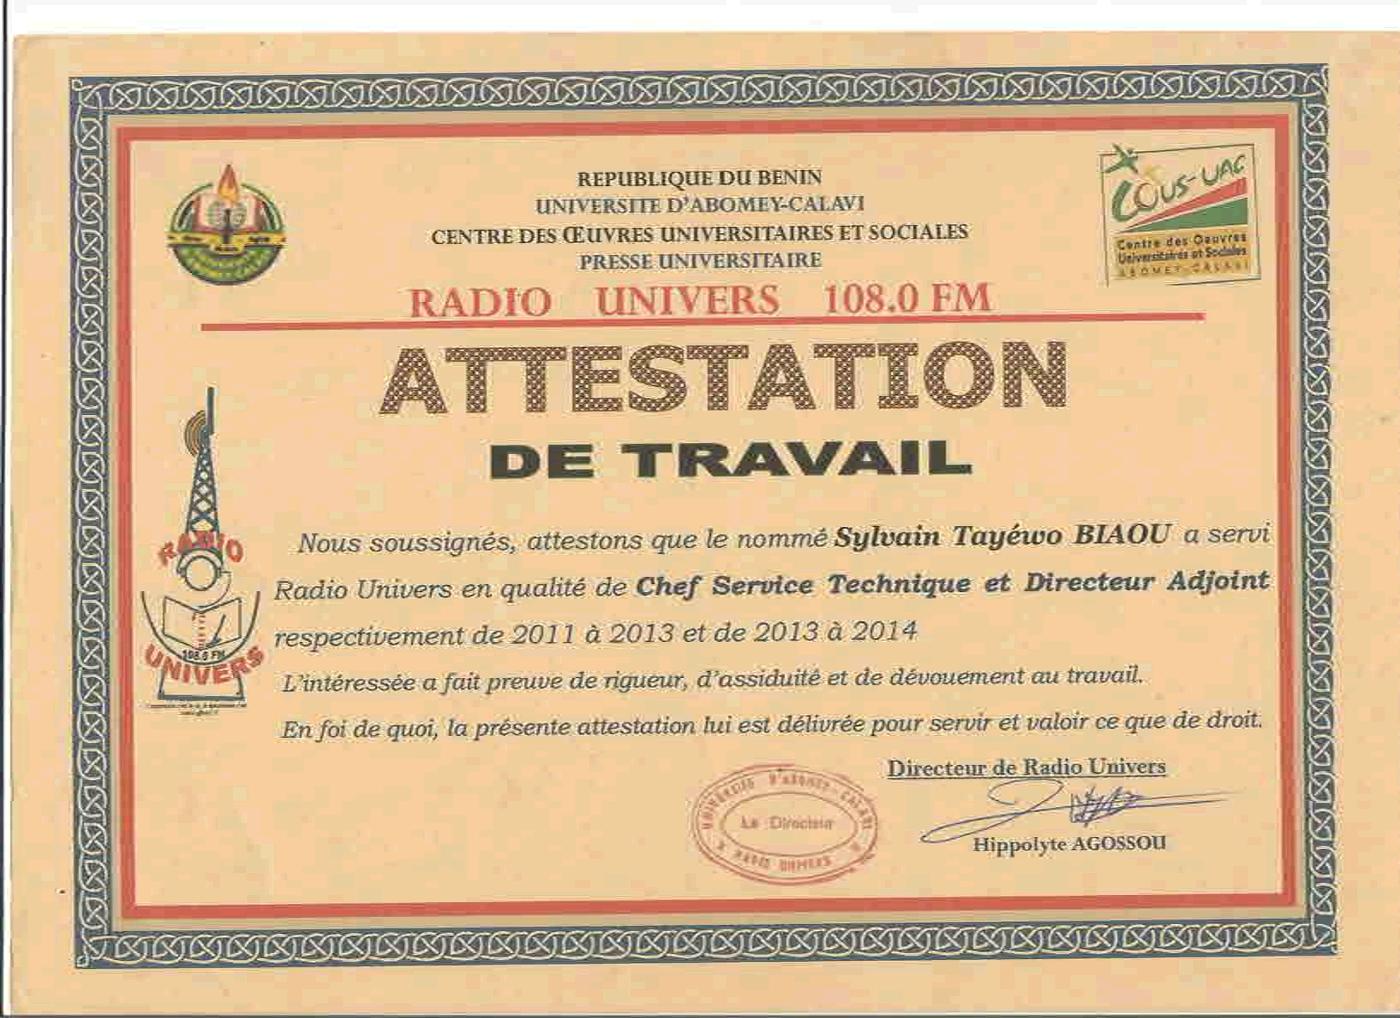 REPUBLIQUE DU BENIN
UNIVERSITE D'ABOMEY-CALAVI
CENTRE DES ŒUVRES UNIVERSITAIRES ET SOCIALES
PRESSE UNIVERSITAIRE
RADIO UNIVERS 108.0 FM
COUS-UAC
Centre des Oeuvres
Universitaires et Sociales
ABOMEY-CALAVI
ATTESTATION
DE TRAVAIL
RADIO
108.0 FM
UNIVERS
Nous soussignés, attestons que le nommé Sylvain Tayéwo BIAOU a servi
Radio Univers en qualité de Chef Service Technique et Directeur Adjoint
respectivement de 2011 à 2013 et de 2013 à 2014
L'intéressée a fait preuve de rigueur, d'assiduité et de dévouement au travail.
En foi de quoi, la présente attestation lui est délivrée pour servir et valoir ce que de droit.
Directeur de Radio Univers
UNIVERSITE D'ABOMEY-CALAVI
Le Directeur
RADIO UNIVERS
Hippolyte AGOSSOU